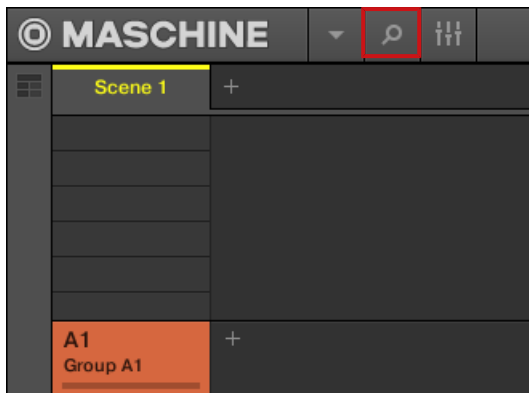 MASCHINE
Scene 1
+
A1
Group A1
+